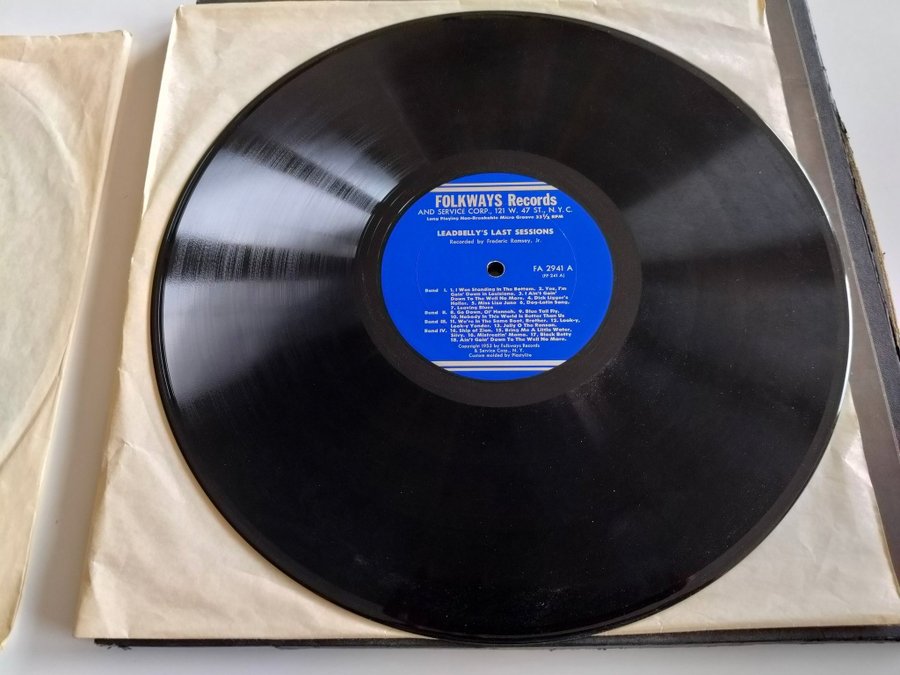 FOLKWAYS Records
AND SERVICE CORP., 121 W. 47 ST., N.Y.C.
Long Playing Non-Breakable Micro Groove 33⅓ RPM
LEADBELLY'S LAST SESSIONS
Recorded by Frederic Ramsey, Jr.
FA 2941 A
(FP 241 A)
Band I. 1. I Was Standing In The Bottom. 2. Yes, I'm
Goin' Down in Louisiana. 3. I Ain't Goin'
Down To The Well No More. 4. Dick Ligger's
Holler. 5. Miss Liza Jane 6. Dog-Latin Song.
7. Leaving Blues
Band II. 8. Go Down, Ol' Hannah. 9. Blue Tail Fly.
10. Nobody In This World Is Better Than Us
Band III. 11. We're In The Same Boat, Brother. 12. Look-y,
Look-y Yonder. 13. Jolly O The Ransom.
Band IV. 14. Ship of Zion. 15. Bring Me A Little Water,
Silvy. 16. Mistreatin' Mama. 17. Black Betty
18. Ain't Goin' Down To The Well No More.
Copyright 1953 by Folkways Records
& Service Corp., N. Y.
Custom molded by Plastylite